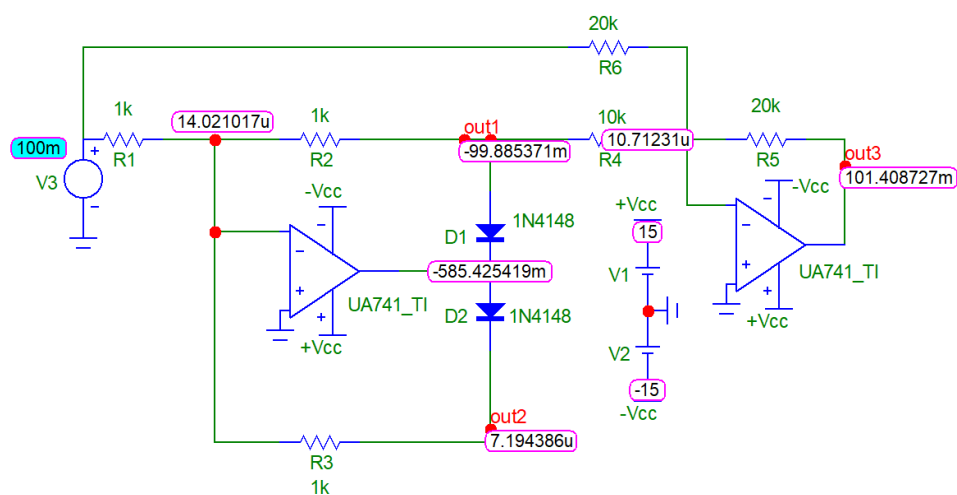 20k
R6
1k
R1
14.021017u
1k
R2
out1
-99.885371m
10k
R4
10.71231u
20k
R5
out3
101.408727m
100m
V3
+
−
-Vcc
−
−
+
+
+Vcc
UA741_TI
-585.425419m
D1
1N4148
D2
1N4148
+Vcc
15
V1
V2
-15
-Vcc
-Vcc
−
−
+
+
+Vcc
UA741_TI
out2
7.194386u
R3
1k